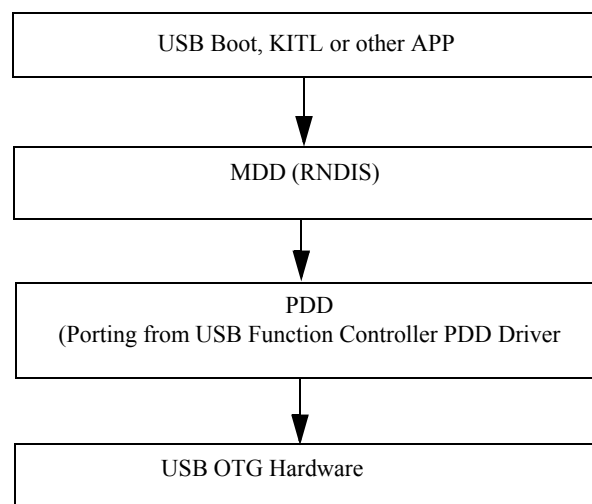 USB Boot, KITL or other APP
MDD (RNDIS)
PDD
(Porting from USB Function Controller PDD Driver
USB OTG Hardware